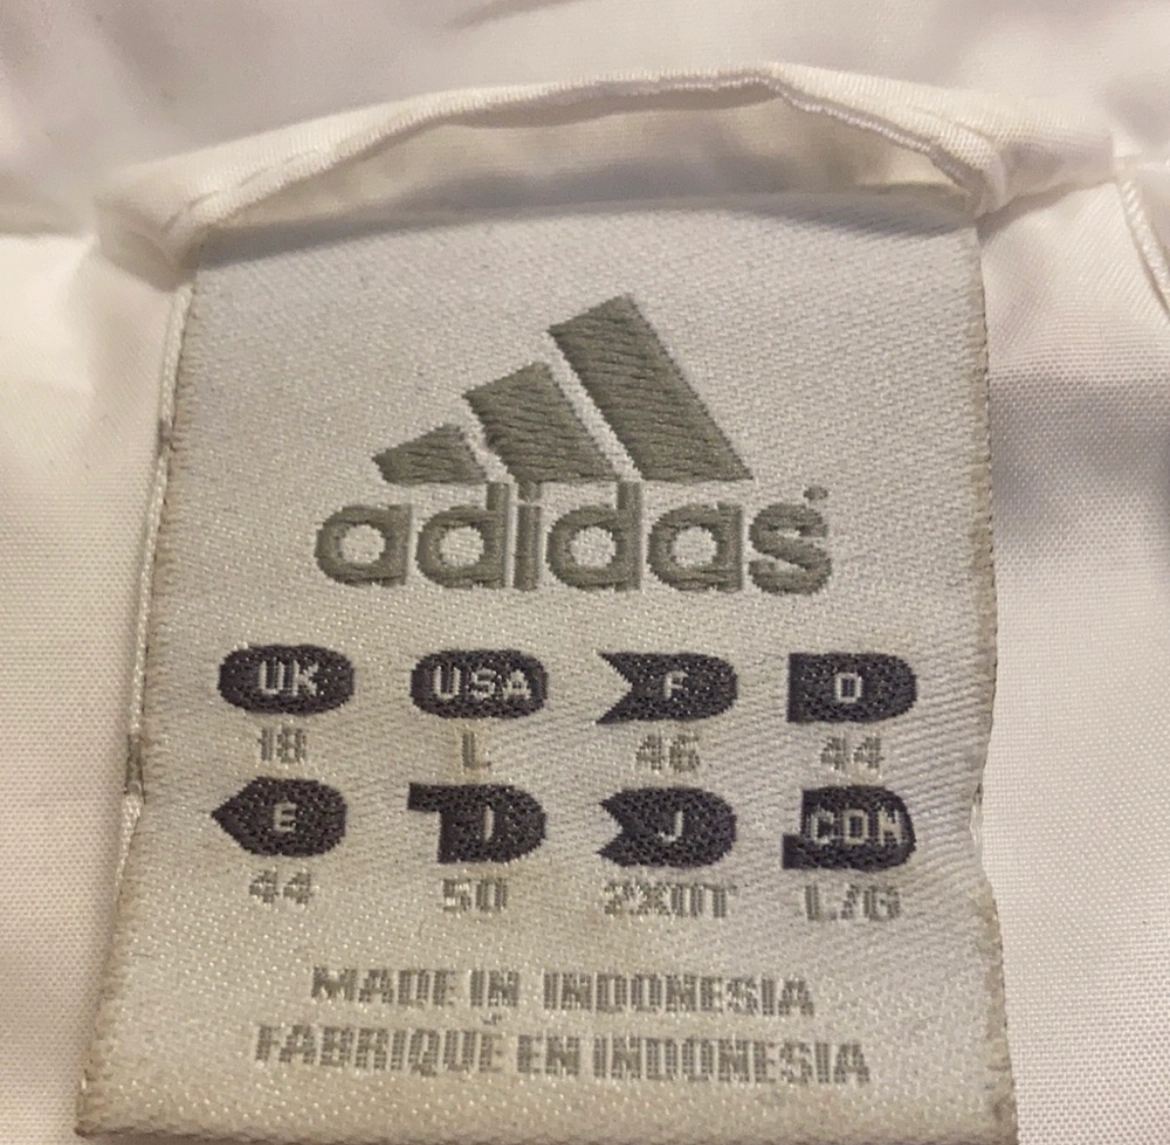 adidas
UK USA F D
18 L 46 44
E I J CDN
44 50 2XOT L/G
MADE IN INDONESIA
FABRIQUÉ EN INDONESIA